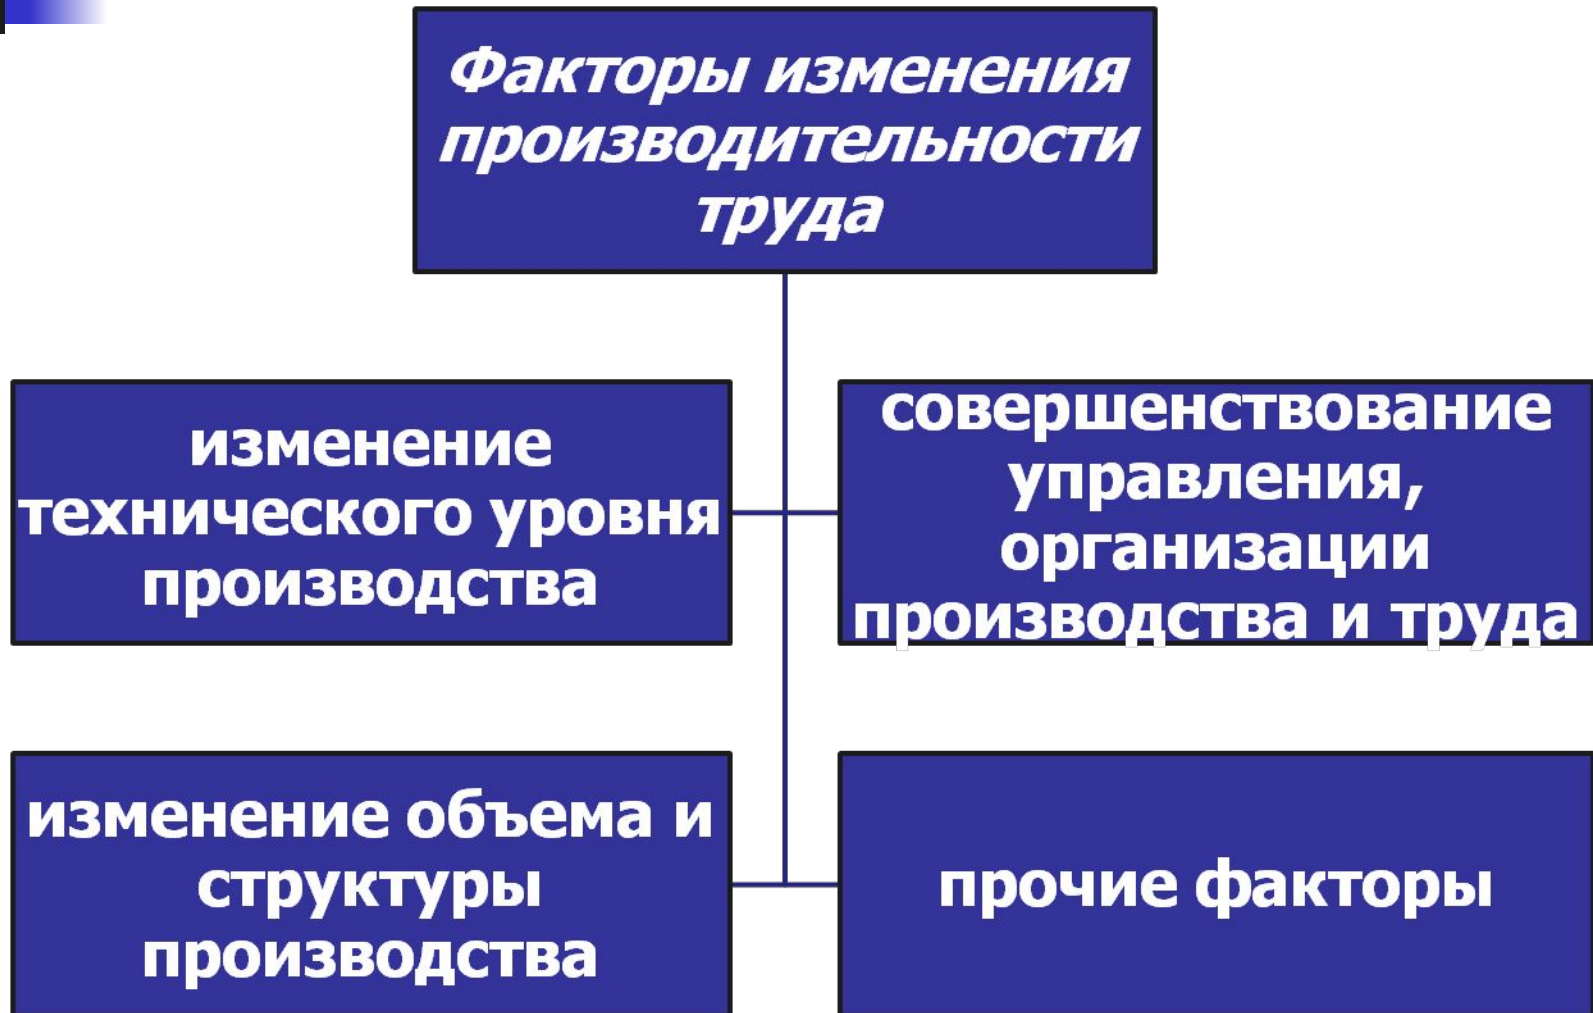 Факторы изменения
производительности
труда
изменение
технического уровня
производства
совершенствование
управления,
организации
производства и труда
изменение объема и
структуры
производства
прочие факторы